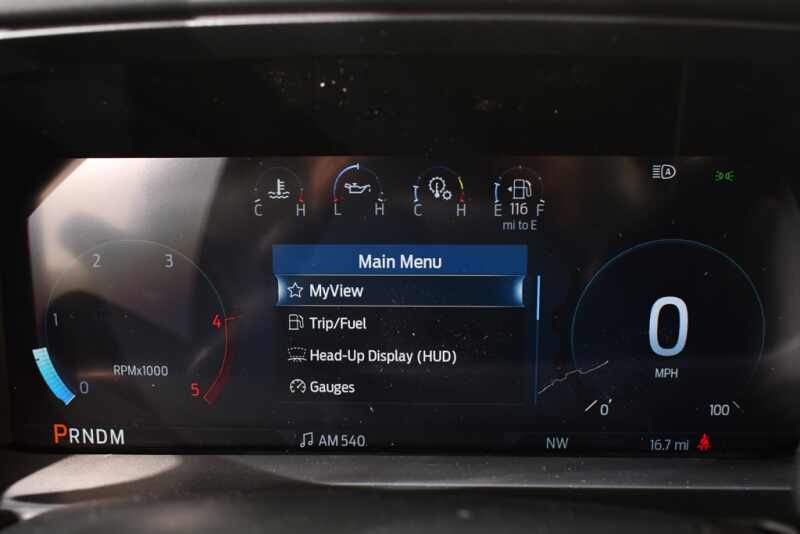 A
C H L H C H E 116 F
mi to E
Main Menu
MyView
Trip/Fuel
Head-Up Display (HUD)
Gauges
0 1 2 3 4 5
RPMx1000
0
MPH
0 100
PRNDM
AM 540
NW
16.7 mi